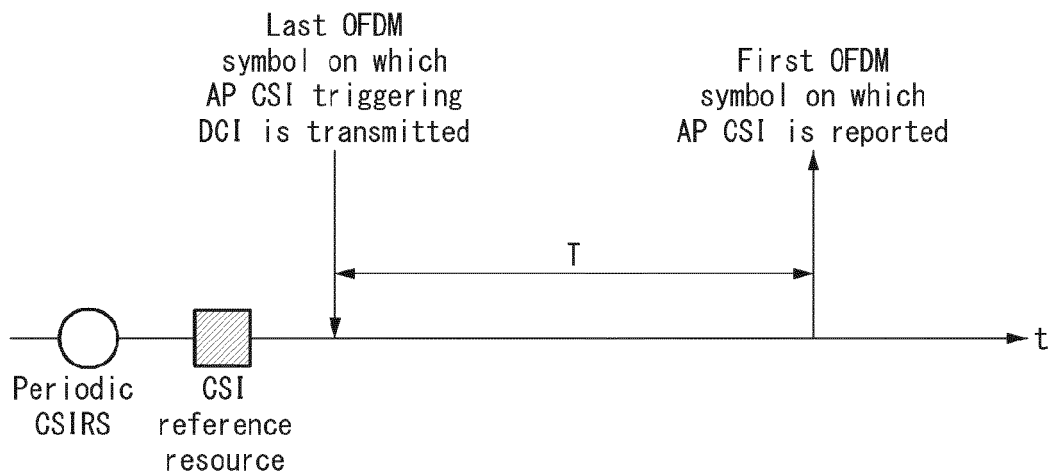 Last OFDM
symbol on which
AP CSI triggering
DCI is transmitted
First OFDM
symbol on which
AP CSI is reported
T
t
Periodic
CSIRS
CSI
reference
resource